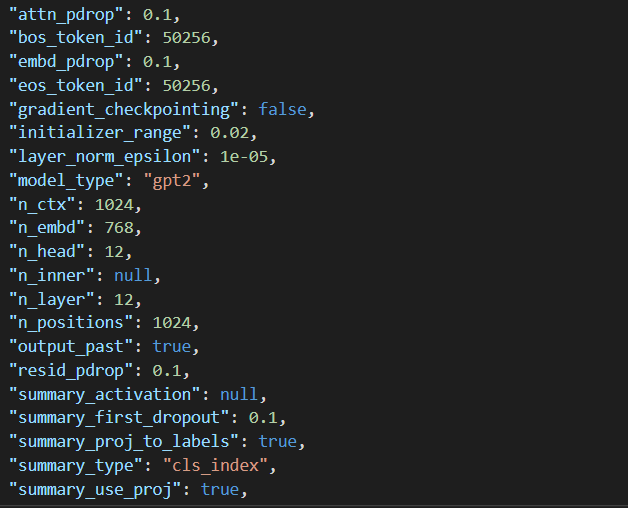 "attn_pdrop": 0.1,
"bos_token_id": 50256,
"embd_pdrop": 0.1,
"eos_token_id": 50256,
"gradient_checkpointing": false,
"initializer_range": 0.02,
"layer_norm_epsilon": 1e-05,
"model_type": "gpt2",
"n_ctx": 1024,
"n_embd": 768,
"n_head": 12,
"n_inner": null,
"n_layer": 12,
"n_positions": 1024,
"output_past": true,
"resid_pdrop": 0.1,
"summary_activation": null,
"summary_first_dropout": 0.1,
"summary_proj_to_labels": true,
"summary_type": "cls_index",
"summary_use_proj": true,